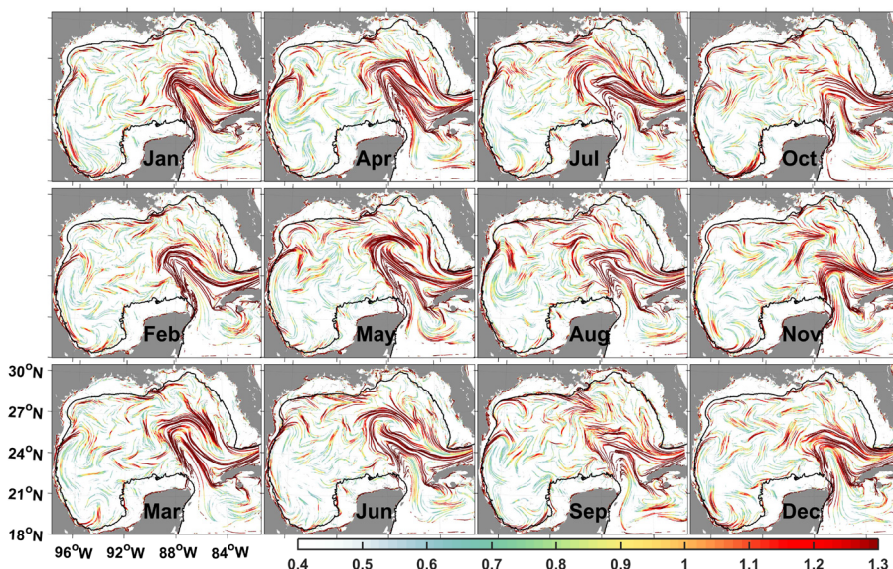 Jan Apr Jul Oct
Feb May Aug Nov
30°N
27°N
24°N
21°N
18°N
Mar Jun Sep Dec
96°W 92°W 88°W 84°W
0.4 0.5 0.6 0.7 0.8 0.9 1 1.1 1.2 1.3